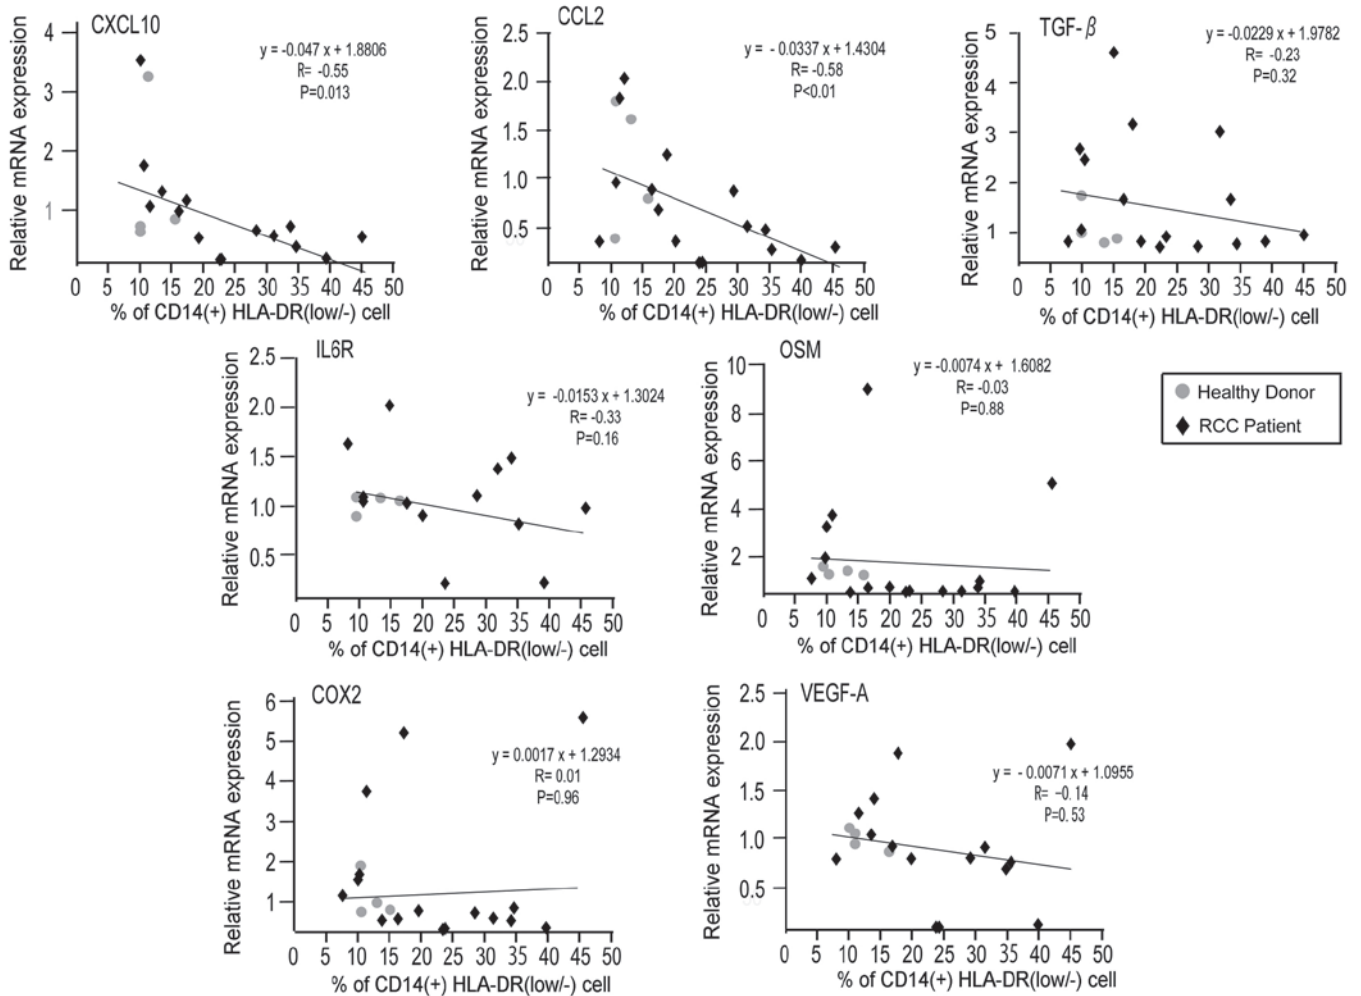 CXCL10
y = -0.047 x + 1.8806
R= -0.55
P=0.013
Relative mRNA expression
4
3
2
1
0 5 10 15 20 25 30 35 40 45 50
% of CD14(+) HLA-DR(low/-) cell
CCL2
y = - 0.0337 x + 1.4304
R= -0.58
P<0.01
Relative mRNA expression
2.5
2.0
1.5
1.0
0.5
0 5 10 15 20 25 30 35 40 45 50
% of CD14(+) HLA-DR(low/-) cell
TGF-β
y = -0.0229 x + 1.9782
R= -0.23
P=0.32
Relative mRNA expression
5
4
3
2
1
0 5 10 15 20 25 30 35 40 45 50
% of CD14(+) HLA-DR(low/-) cell
IL6R
y = -0.0153 x + 1.3024
R= -0.33
P=0.16
Relative mRNA expression
2.5
2.0
1.5
1.0
0.5
0 5 10 15 20 25 30 35 40 45 50
% of CD14(+) HLA-DR(low/-) cell
OSM
y = -0.0074 x + 1.6082
R= -0.03
P=0.88
Relative mRNA expression
10
8
6
4
2
0 5 10 15 20 25 30 35 40 45 50
% of CD14(+) HLA-DR(low/-) cell
Healthy Donor
RCC Patient
COX2
y = 0.0017 x + 1.2934
R= 0.01
P=0.96
Relative mRNA expression
6
5
4
3
2
1
0 5 10 15 20 25 30 35 40 45 50
% of CD14(+) HLA-DR(low/-) cell
VEGF-A
y = - 0.0071 x + 1.0955
R= -0.14
P=0.53
Relative mRNA expression
2.5
2.0
1.5
1.0
0.5
0 5 10 15 20 25 30 35 40 45 50
% of CD14(+) HLA-DR(low/-) cell